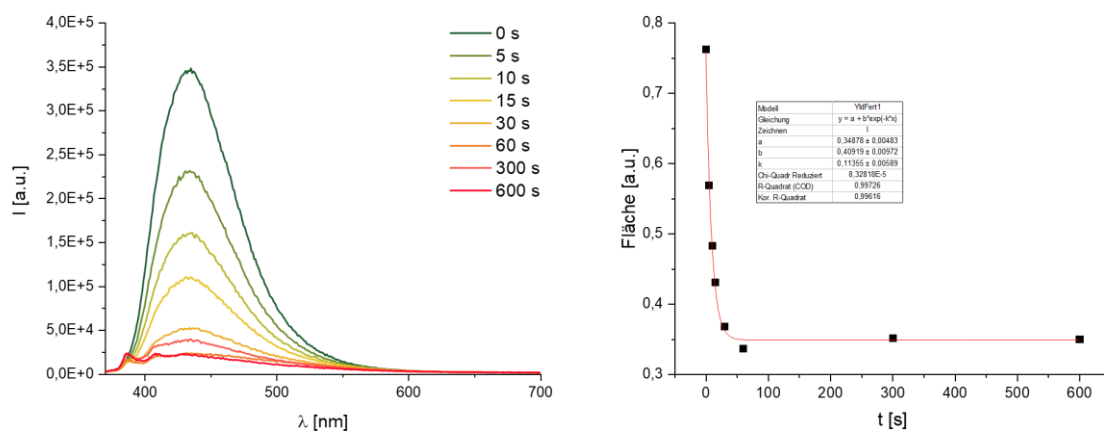 4,0E+5
3,5E+5
3,0E+5
2,5E+5
2,0E+5
1,5E+5
1,0E+5
5,0E+4
0,0E+0
I [a.u.]
400
500
600
700
λ [nm]
0 s
5 s
10 s
15 s
30 s
60 s
300 s
600 s
0,8
0,7
0,6
0,5
0,4
0,3
Fläche [a.u.]
0
100
200
300
400
500
600
t [s]
Modell YldFert1
Gleichung y = a + b*exp(-k*x)
Zeichnen I
a 0,34878 ± 0,00483
b 0,40919 ± 0,00972
k 0,11355 ± 0,00589
Chi-Quadr Reduziert 8,32818E-5
R-Quadrat (COD) 0,99726
Kor. R-Quadrat 0,99616